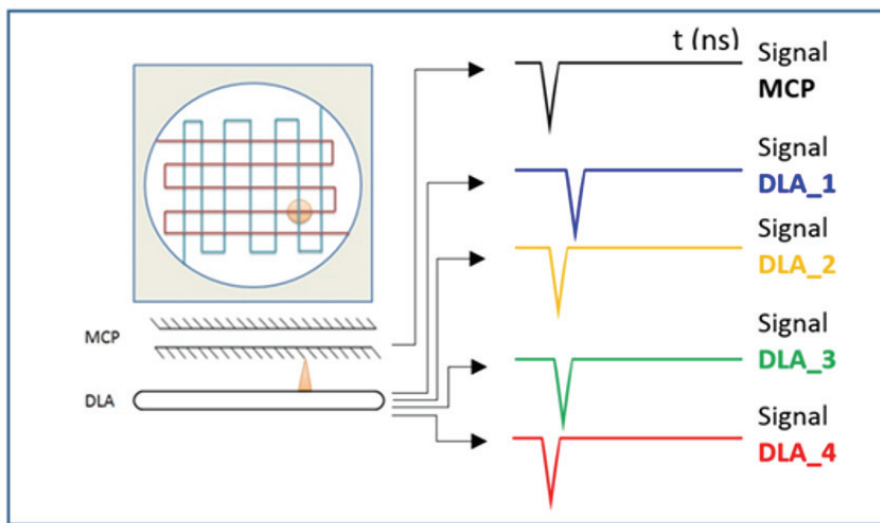 t (ns)
Signal
MCP
Signal
DLA_1
Signal
DLA_2
MCP
Signal
DLA_3
DLA
Signal
DLA_4